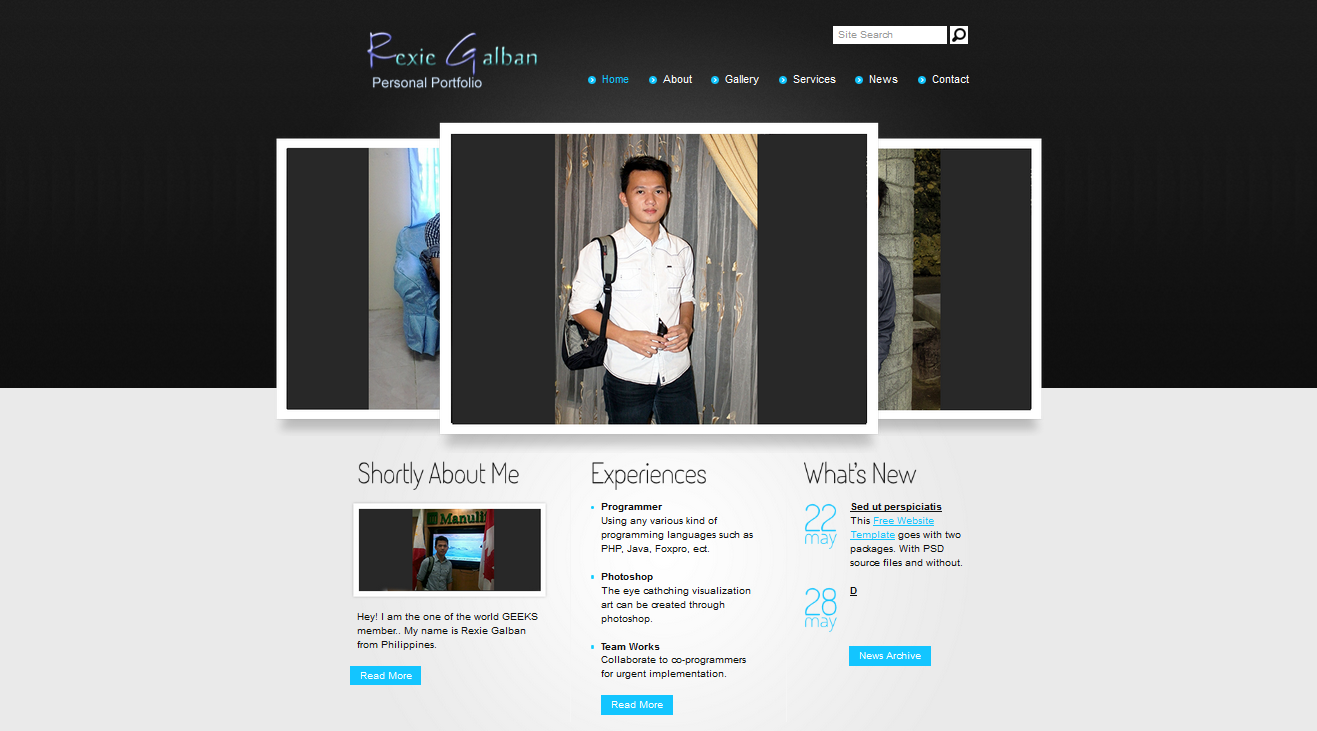 Rexie Galban
Personal Portfolio
Site Search
Home
About
Gallery
Services
News
Contact
Shortly About Me
Manulif
Hey! I am the one of the world GEEKS
member.. My name is Rexie Galban
from Philippines.
Read More
Experiences
Programmer
Using any various kind of
programming languages such as
PHP, Java, Foxpro, ect.
Photoshop
The eye cathching visualization
art can be created through
photoshop.
Team Works
Collaborate to co-programmers
for urgent implementation.
Read More
What's New
22
may
Sed ut perspiciatis
This Free Website
Template goes with two
packages. With PSD
source files and without.
28
may
D
News Archive